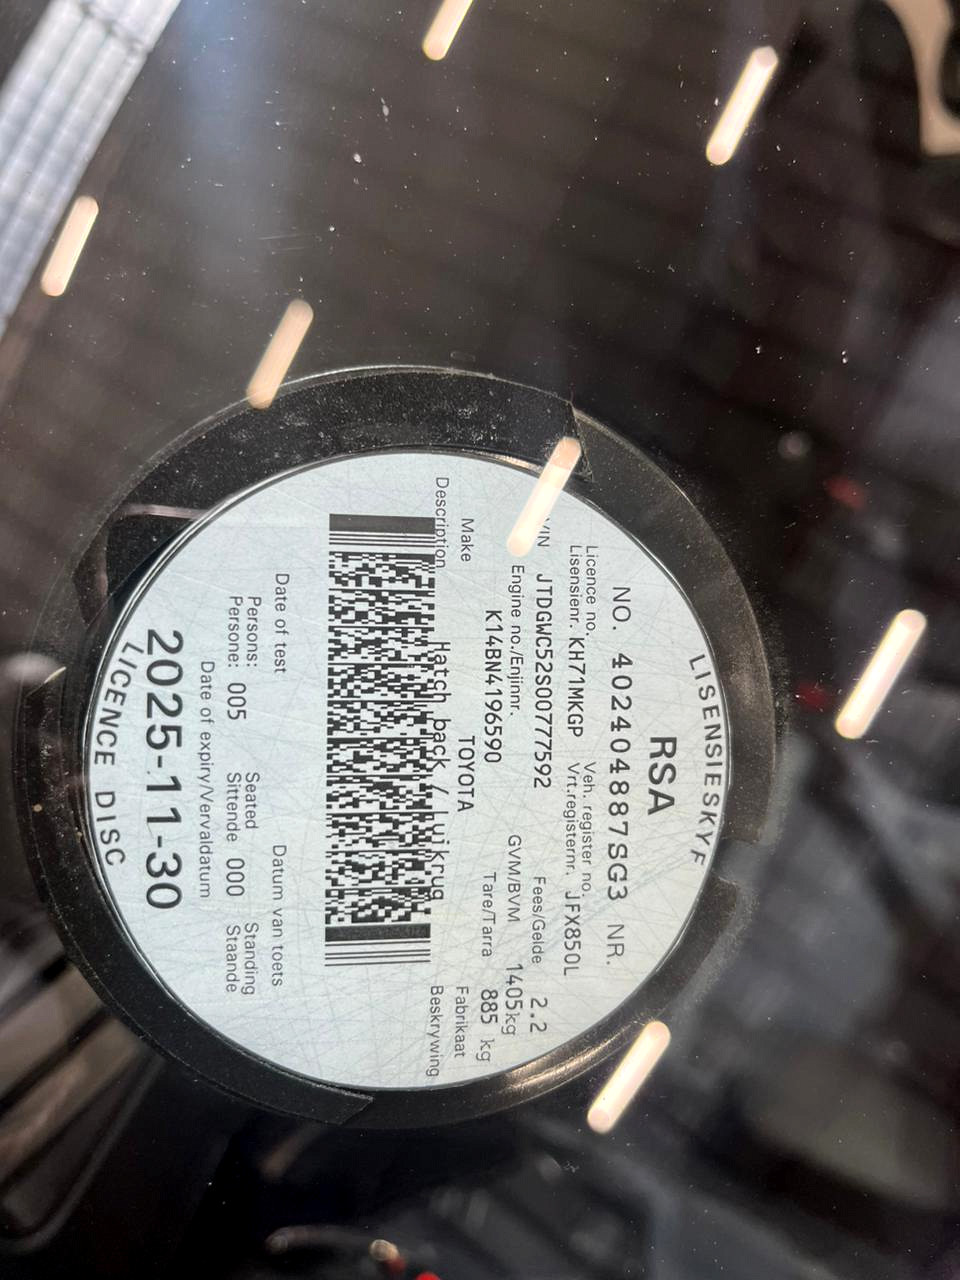 LISENSIESKYF
RSA
NO. 40240488​7SG3 NR.
Licence no. Veh. register no.
Lisensienr. KH71MKGP Vrt.registernr. JFX850L
VIN JTDGWC52S00777592 Fees/Gelde 2.2
Engine no./Enjinnr. GVM/BVM 1405kg
K14BN4196590 Tare/Tarra 885 kg
Make TOYOTA Fabrikaat
Description Hatch back / Luikrug Beskrywing
Date of test Datum van toets
Persons: Seated Standing
Persone: 005 Sittende 000 Staande
Date of expiry/Vervaldatum
2025-11-30
LICENCE DISC